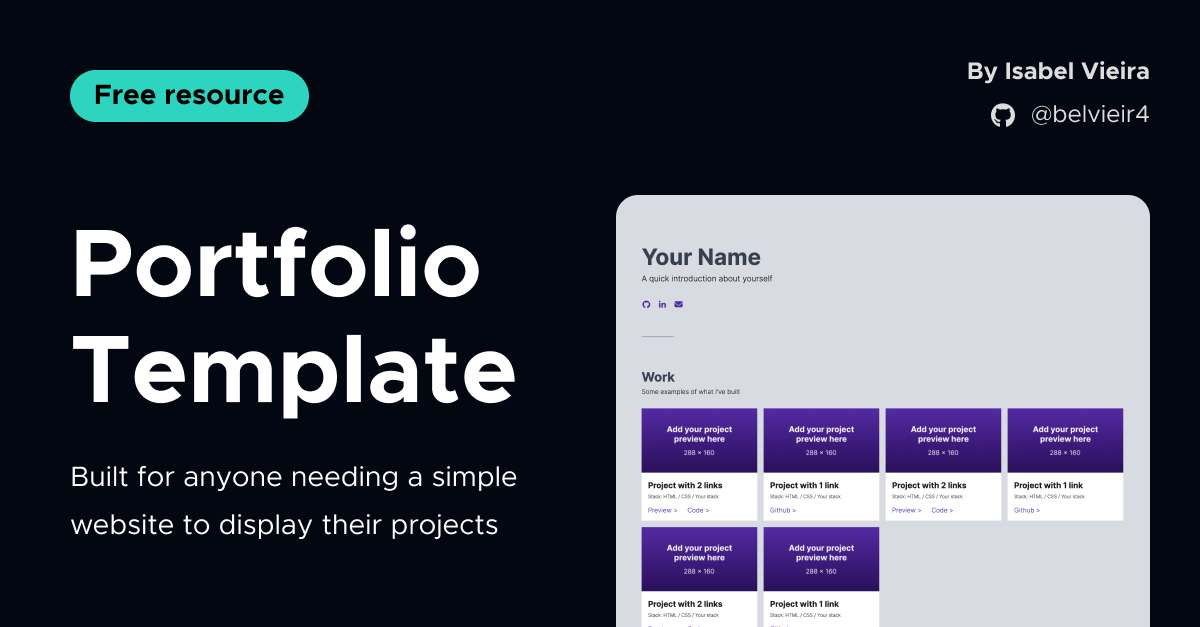 Free resource
By Isabel Vieira
@belvieir4
Portfolio
Template
Built for anyone needing a simple
website to display their projects
Your Name
A quick introduction about yourself
Work
Some examples of what I've built
Add your project
preview here
288 × 160
Project with 2 links
Stack: HTML / CSS / Your stack
Preview > Code >
Add your project
preview here
288 × 160
Project with 1 link
Stack: HTML / CSS / Your stack
Github >
Add your project
preview here
288 × 160
Project with 2 links
Stack: HTML / CSS / Your stack
Preview > Code >
Add your project
preview here
288 × 160
Project with 1 link
Stack: HTML / CSS / Your stack
Github >
Add your project
preview here
288 × 160
Project with 2 links
Stack: HTML / CSS / Your stack
Add your project
preview here
288 × 160
Project with 1 link
Stack: HTML / CSS / Your stack